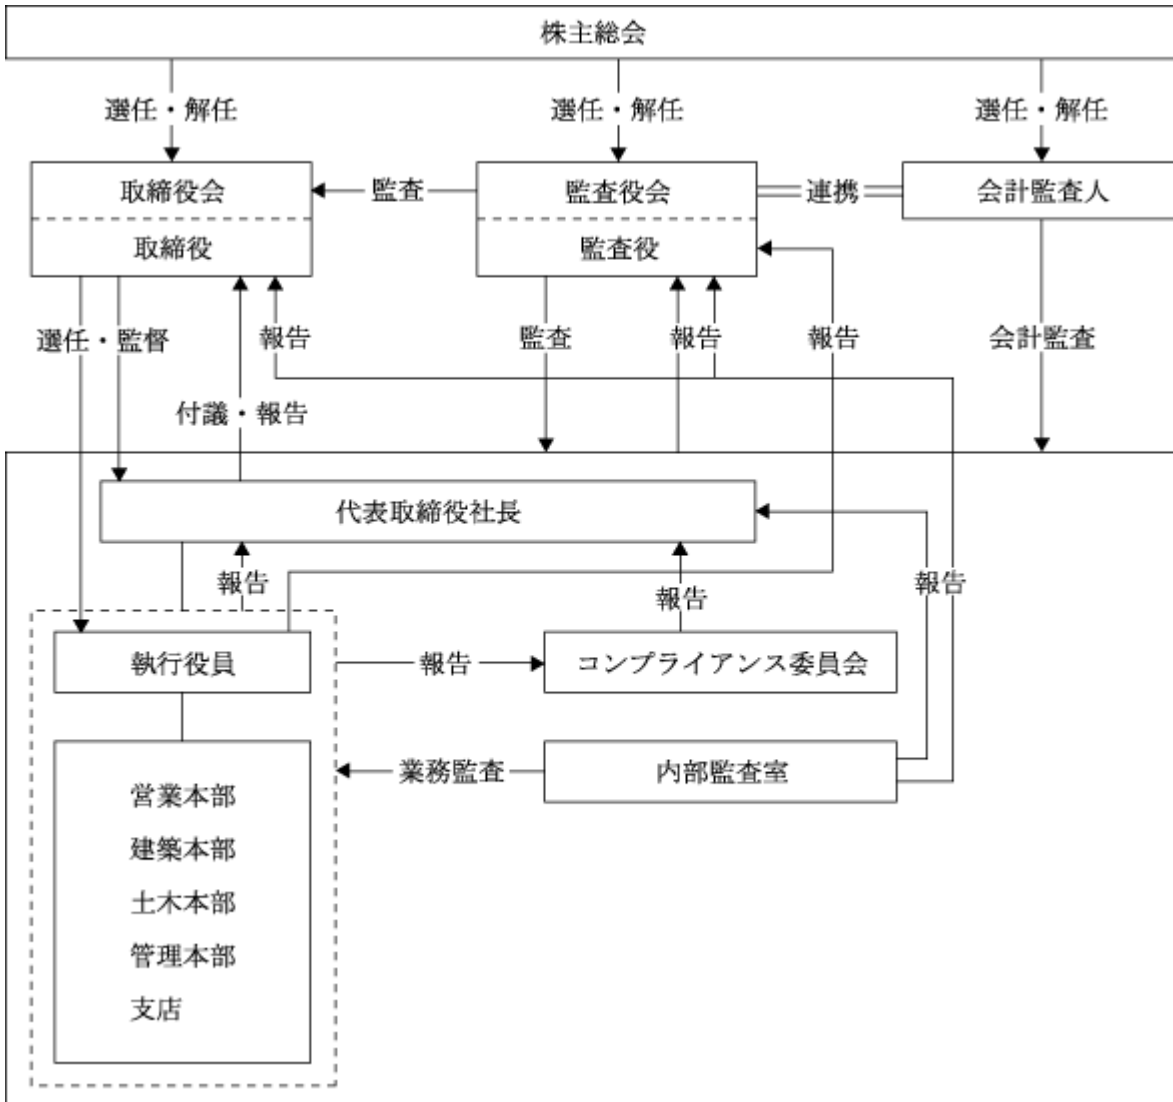 株主総会
選任・解任
選任・解任
選任・解任
取締役会
監査
監査役会
連携
会計監査人
取締役
監査役
選任・監督
報告
監査
報告
報告
会計監査
付議・報告
代表取締役社長
報告
報告
報告
執行役員
報告
コンプライアンス委員会
業務監査
内部監査室
営業本部
建築本部
土木本部
管理本部
支店